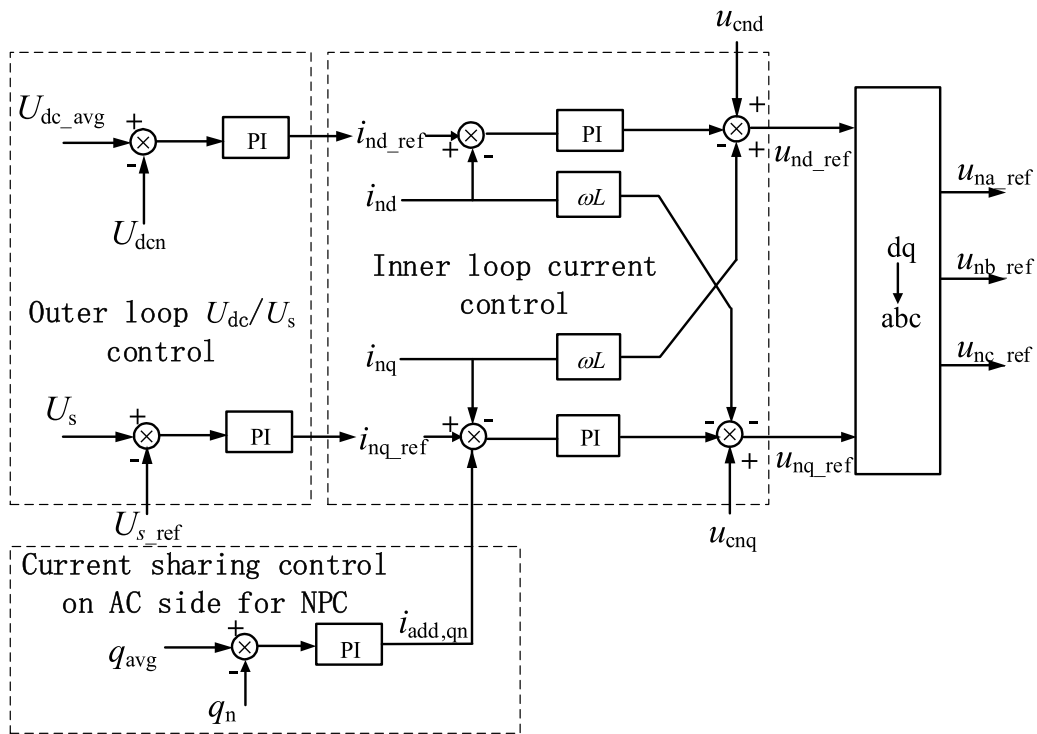 u_cnd
U_dc_avg
+
-
PI
i_nd_ref
+
-
PI
+
-
+
u_nd_ref
U_dcn
i_nd
ωL
u_na_ref
Inner loop current
control
dq
abc
u_nb_ref
Outer loop U_dc/U_s
control
i_nq
ωL
u_nc_ref
U_s
+
-
PI
i_nq_ref
+
-
PI
-
-
+
u_nq_ref
U_s_ref
u_cnq
Current sharing control
on AC side for NPC
q_avg
+
-
PI
i_add,qn
q_n